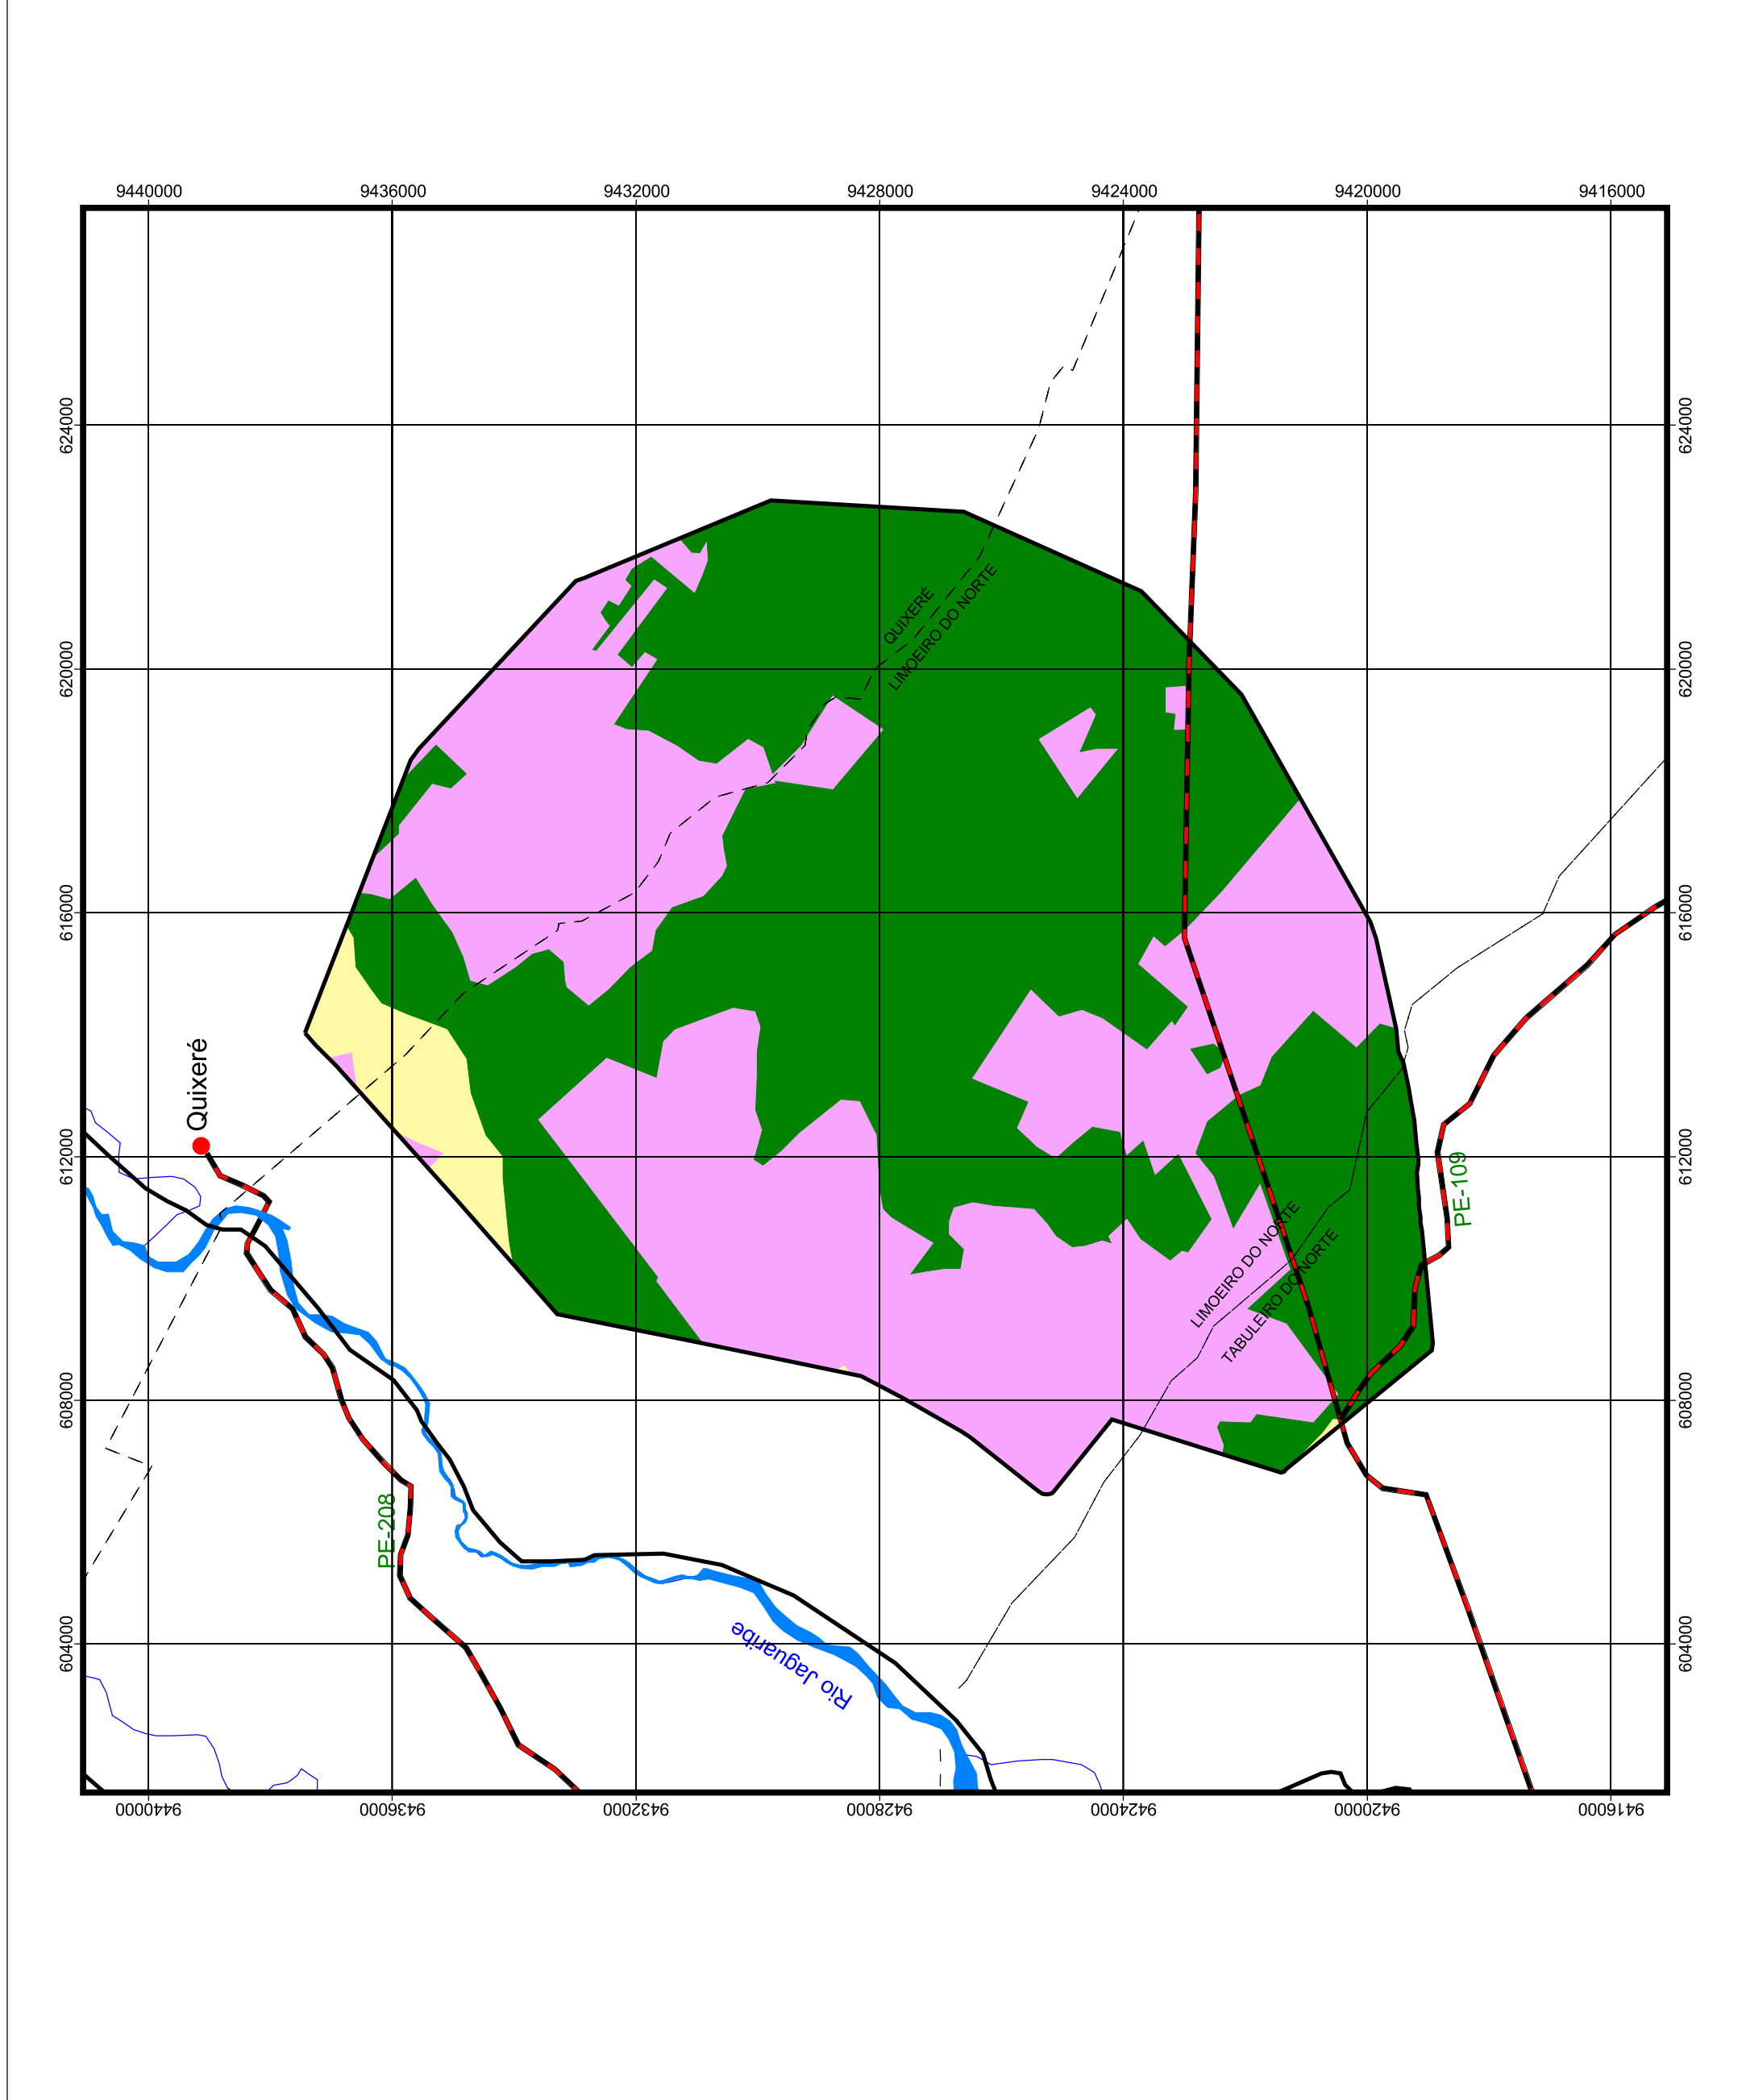 9440000 9436000 9432000 9428000 9424000 9420000 9416000
624000 624000
QUIXERÉ
LIMOEIRO DO NORTE
620000 620000
616000 616000
Quixeré
612000 612000
PE-109
LIMOEIRO DO NORTE
TABULEIRO DO NORTE
608000 608000
PE-208
604000 604000
Rio Jaguaribe
9440000 9436000 9432000 9428000 9424000 9420000 9416000